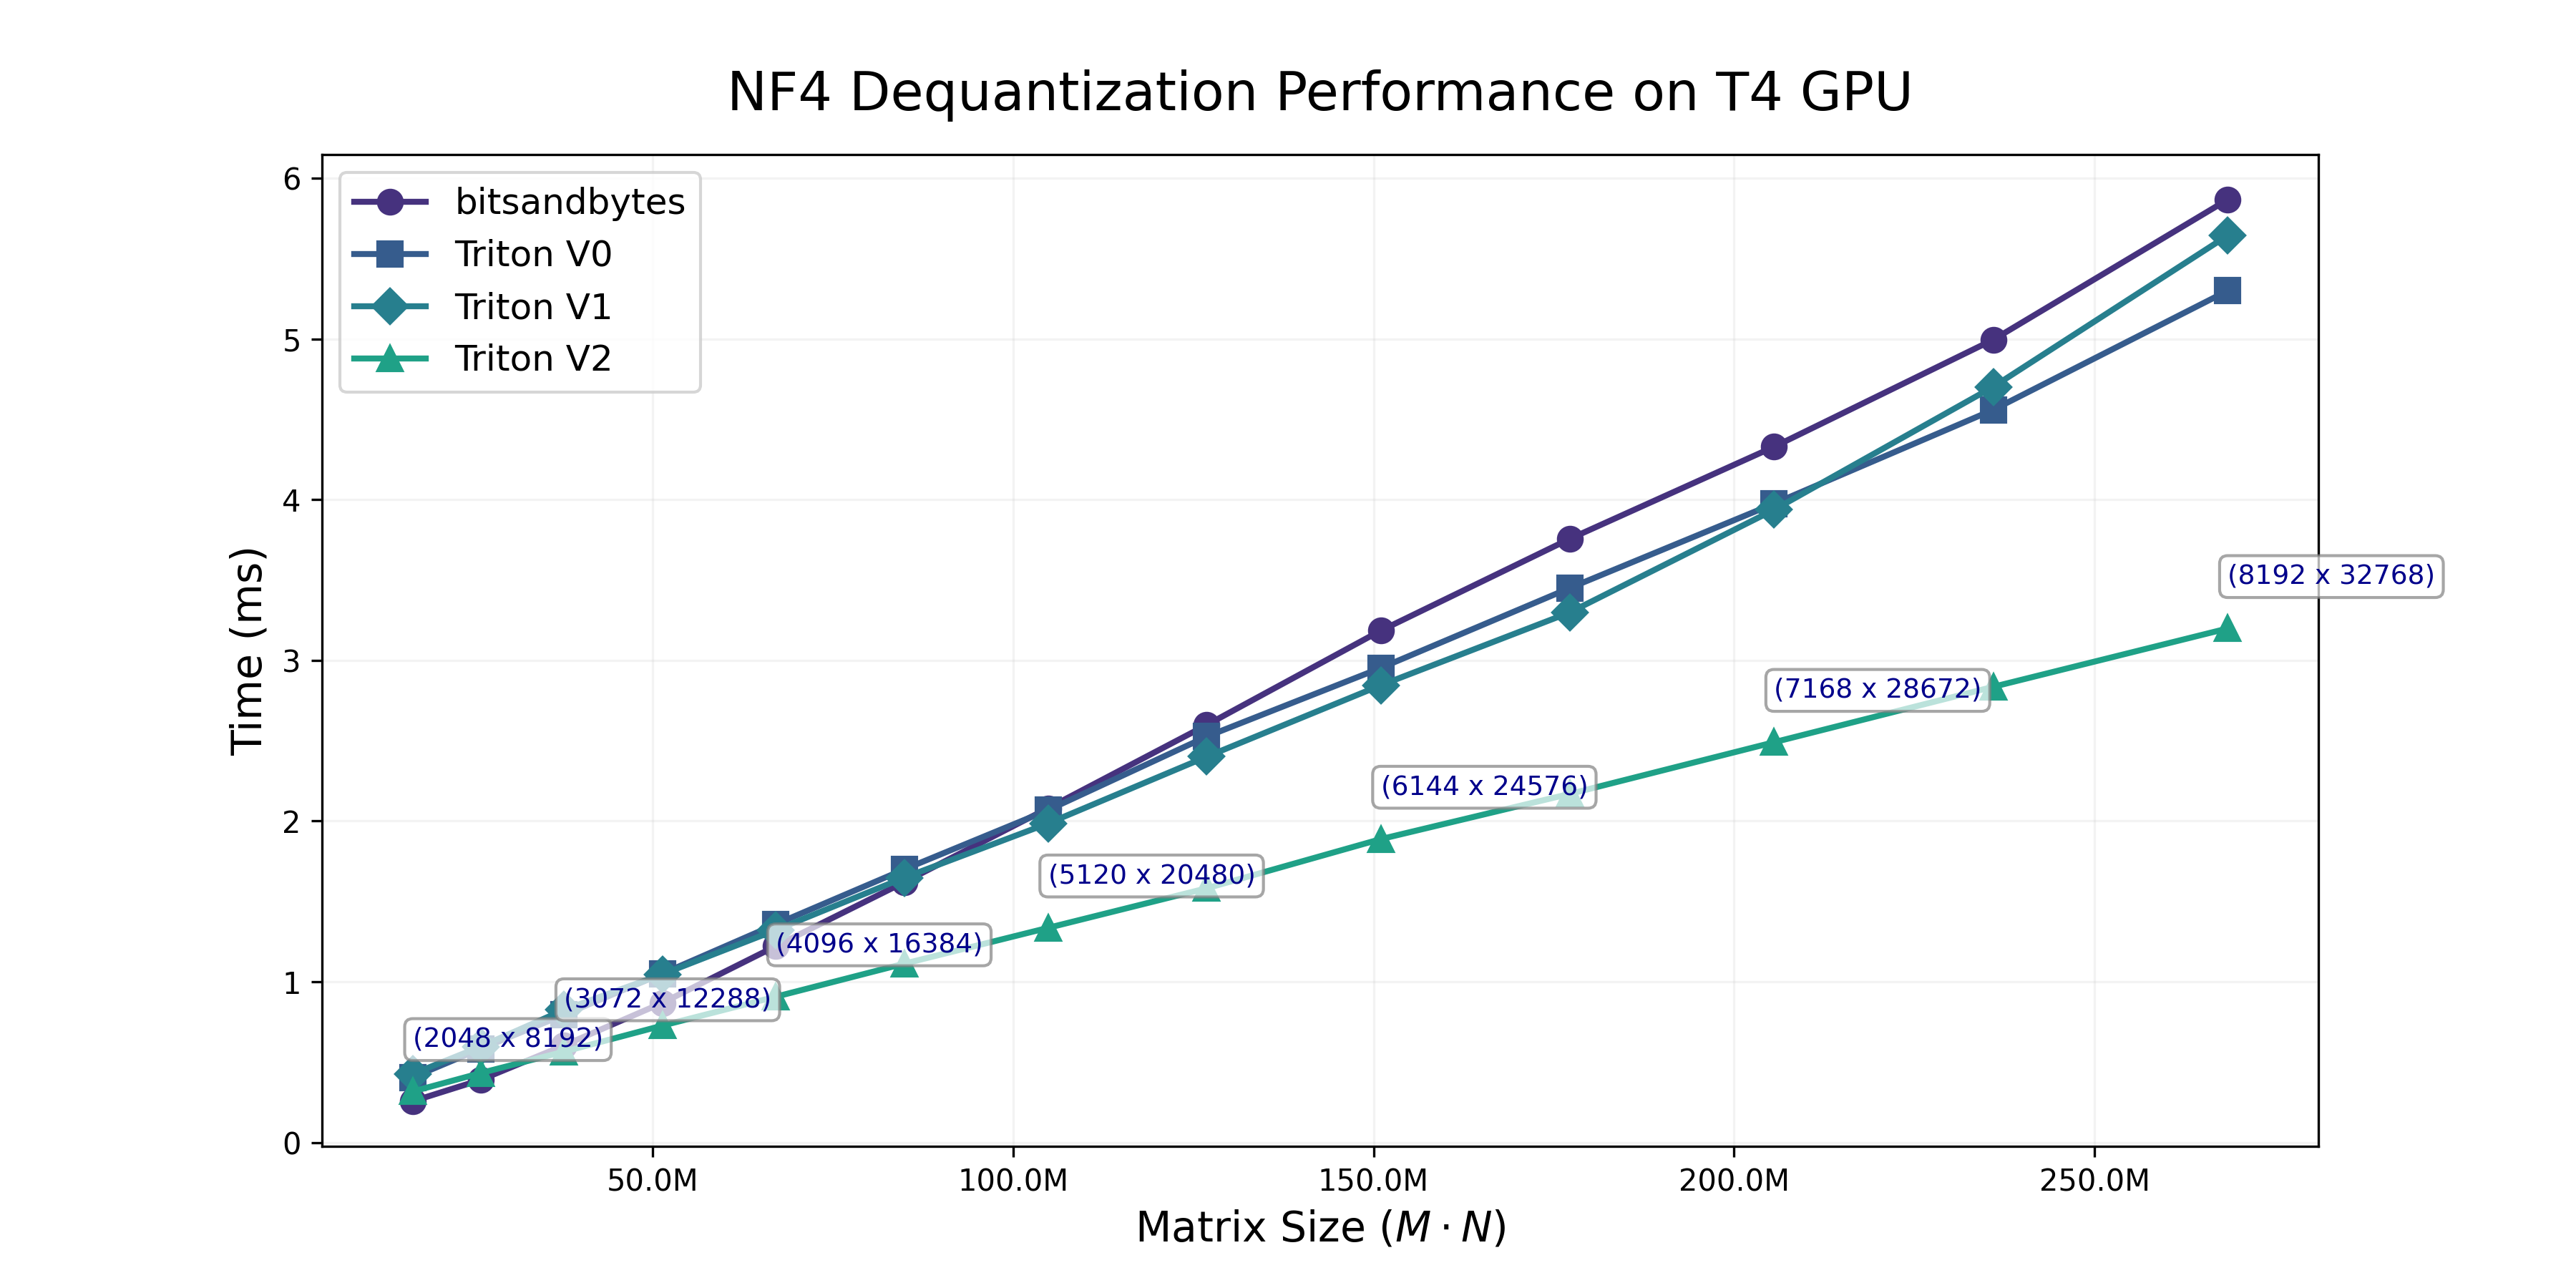 NF4 Dequantization Performance on T4 GPU
bitsandbytes
Triton V0
Triton V1
Triton V2
6
5
4
3
2
1
0
Time (ms)
(2048 x 8192)
(3072 x 12288)
(4096 x 16384)
(5120 x 20480)
(6144 x 24576)
(7168 x 28672)
(8192 x 32768)
50.0M
100.0M
150.0M
200.0M
250.0M
Matrix Size (M · N)